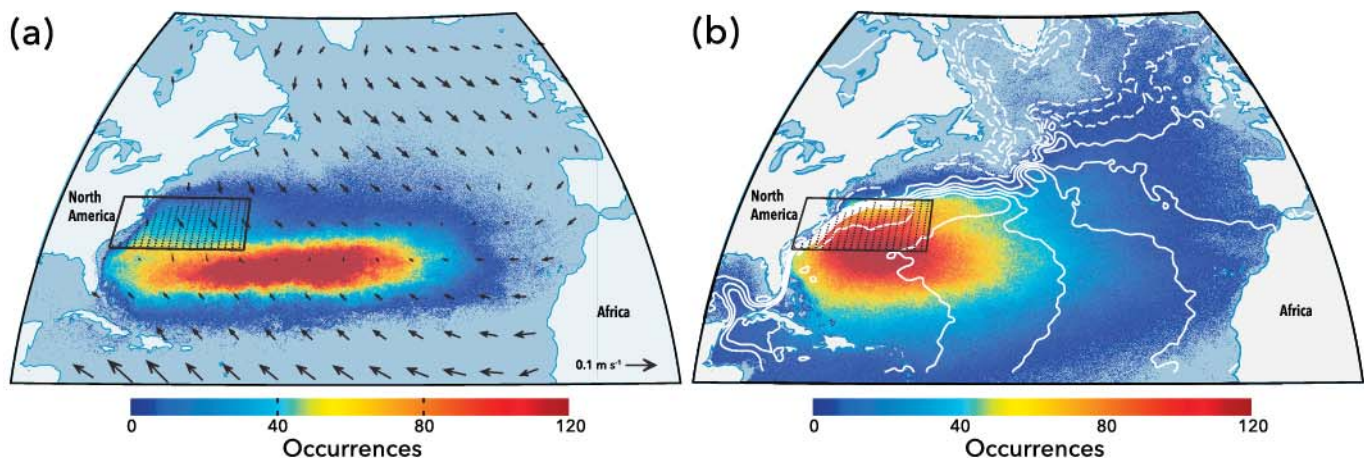 (a)
North
America
Africa
0.1 m s⁻¹
0 40 80 120
Occurrences
(b)
North
America
Africa
0 40 80 120
Occurrences